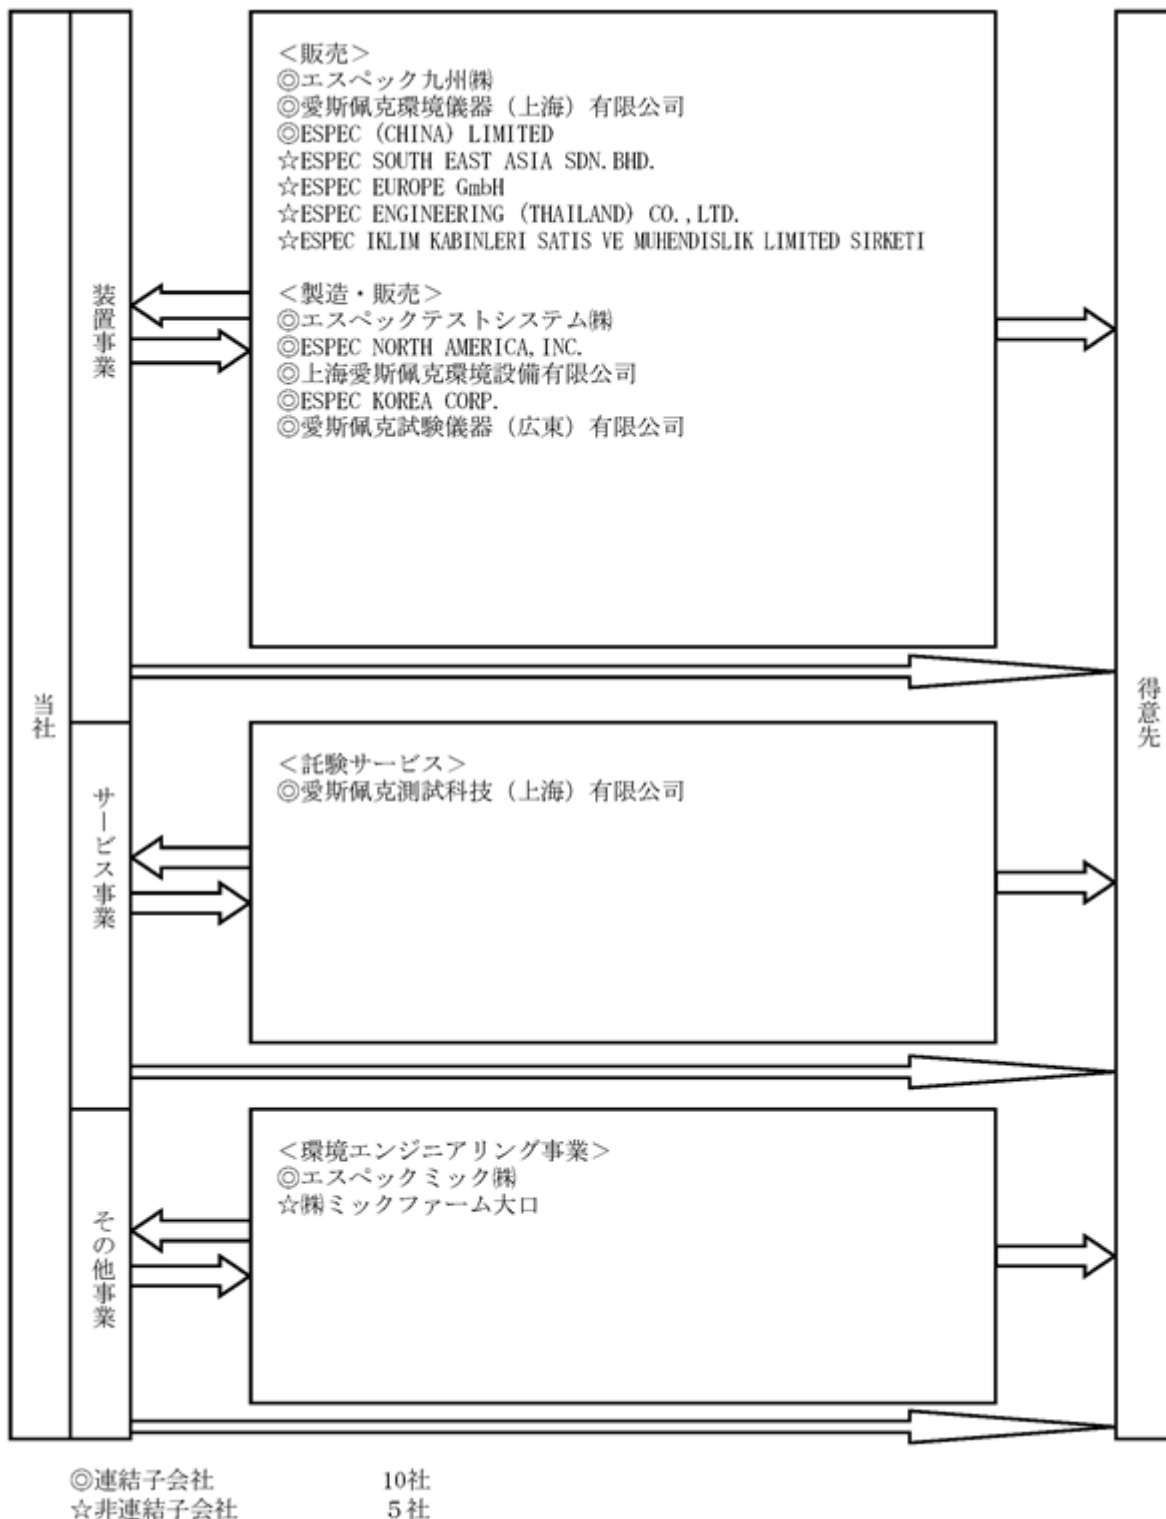 当社
装置事業
＜販売＞
◎エスペック九州㈱
◎愛斯佩克環境儀器（上海）有限公司
◎ESPEC (CHINA) LIMITED
☆ESPEC SOUTH EAST ASIA SDN.BHD.
☆ESPEC EUROPE GmbH
☆ESPEC ENGINEERING (THAILAND) CO.,LTD.
☆ESPEC IKLIM KABINLERI SATIS VE MUHENDISLIK LIMITED SIRKETI
＜製造・販売＞
◎エスペックテストシステム㈱
◎ESPEC NORTH AMERICA,INC.
◎上海愛斯佩克環境設備有限公司
◎ESPEC KOREA CORP.
◎愛斯佩克試験儀器（広東）有限公司
サービス事業
＜託験サービス＞
◎愛斯佩克測試科技（上海）有限公司
その他事業
＜環境エンジニアリング事業＞
◎エスペックミック㈱
☆㈱ミックファーム大口
得意先
◎連結子会社 10社
☆非連結子会社 ５社